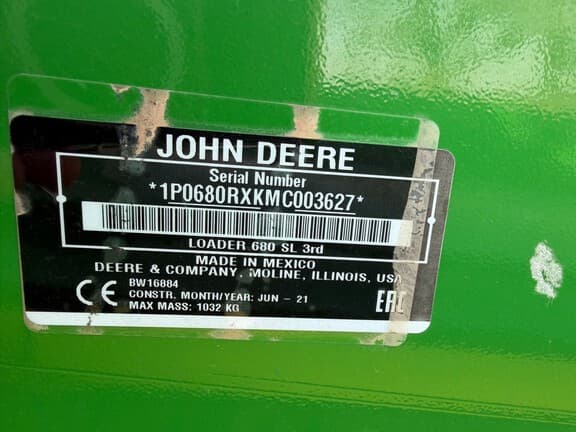 JOHN DEERE
Serial Number
*1P0680RXKMC003627*
LOADER 680 SL 3rd
MADE IN MEXICO
DEERE & COMPANY, MOLINE, ILLINOIS, USA
BW16884
CONSTR. MONTH/YEAR: JUN - 21
MAX MASS: 1032 KG
CE
EAC